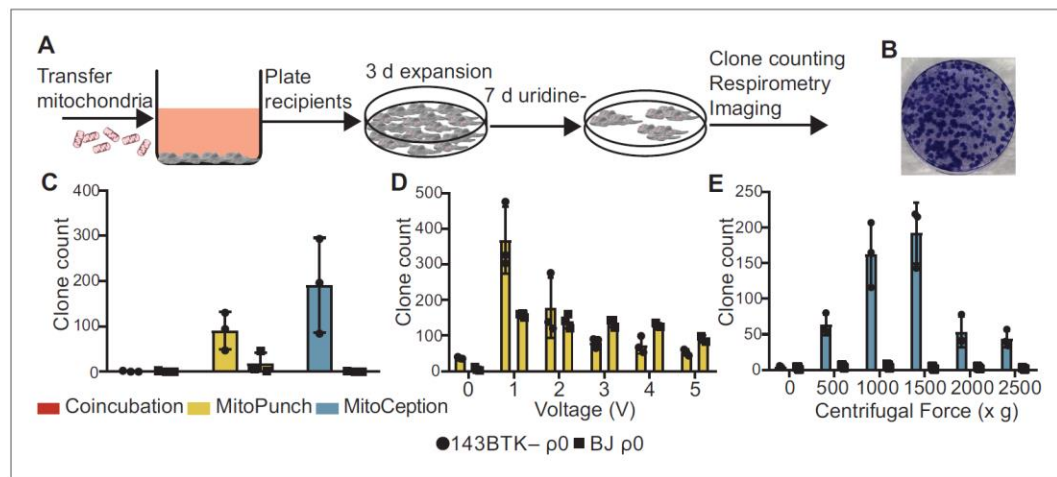 A
Transfer
mitochondria
Plate
recipients
3 d expansion
7 d uridine-
Clone counting
Respirometry
Imaging
B
C
Clone count
400
300
200
100
0
D
Clone count
500
400
300
200
100
0
0 1 2 3 4 5
Voltage (V)
E
Clone count
250
200
150
100
50
0
0 500 1000 1500 2000 2500
Centrifugal Force (x g)
Coincubation MitoPunch MitoCeption
143BTK– ρ0 BJ ρ0